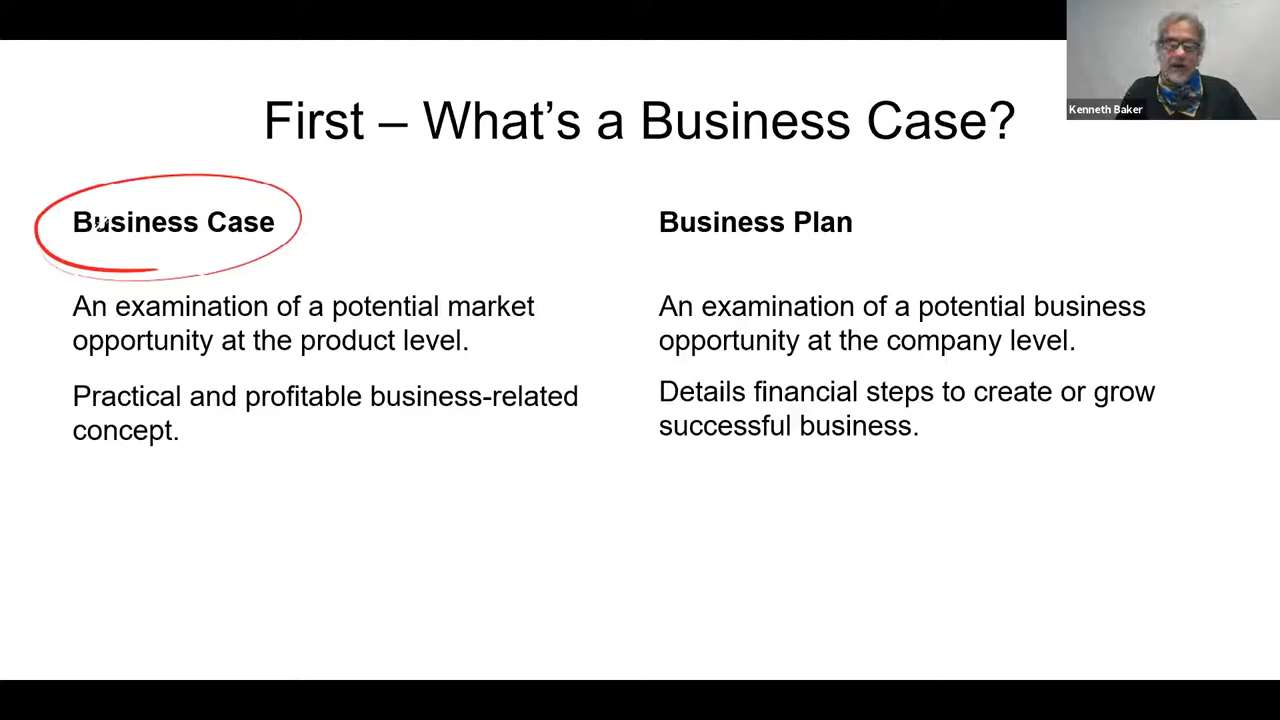 First – What's a Business Case?
Kenneth Baker
Business Case
An examination of a potential market
opportunity at the product level.
Practical and profitable business-related
concept.
Business Plan
An examination of a potential business
opportunity at the company level.
Details financial steps to create or grow
successful business.